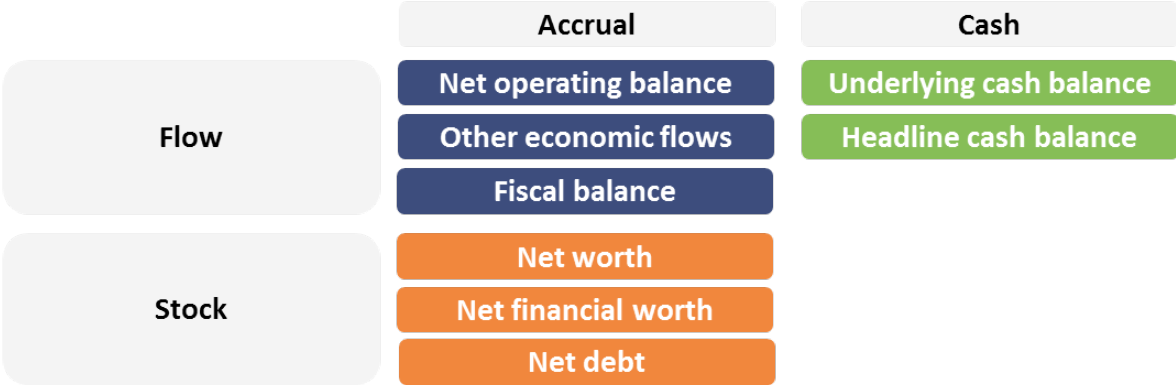 Accrual
Cash
Flow
Net operating balance
Underlying cash balance
Other economic flows
Headline cash balance
Fiscal balance
Stock
Net worth
Net financial worth
Net debt